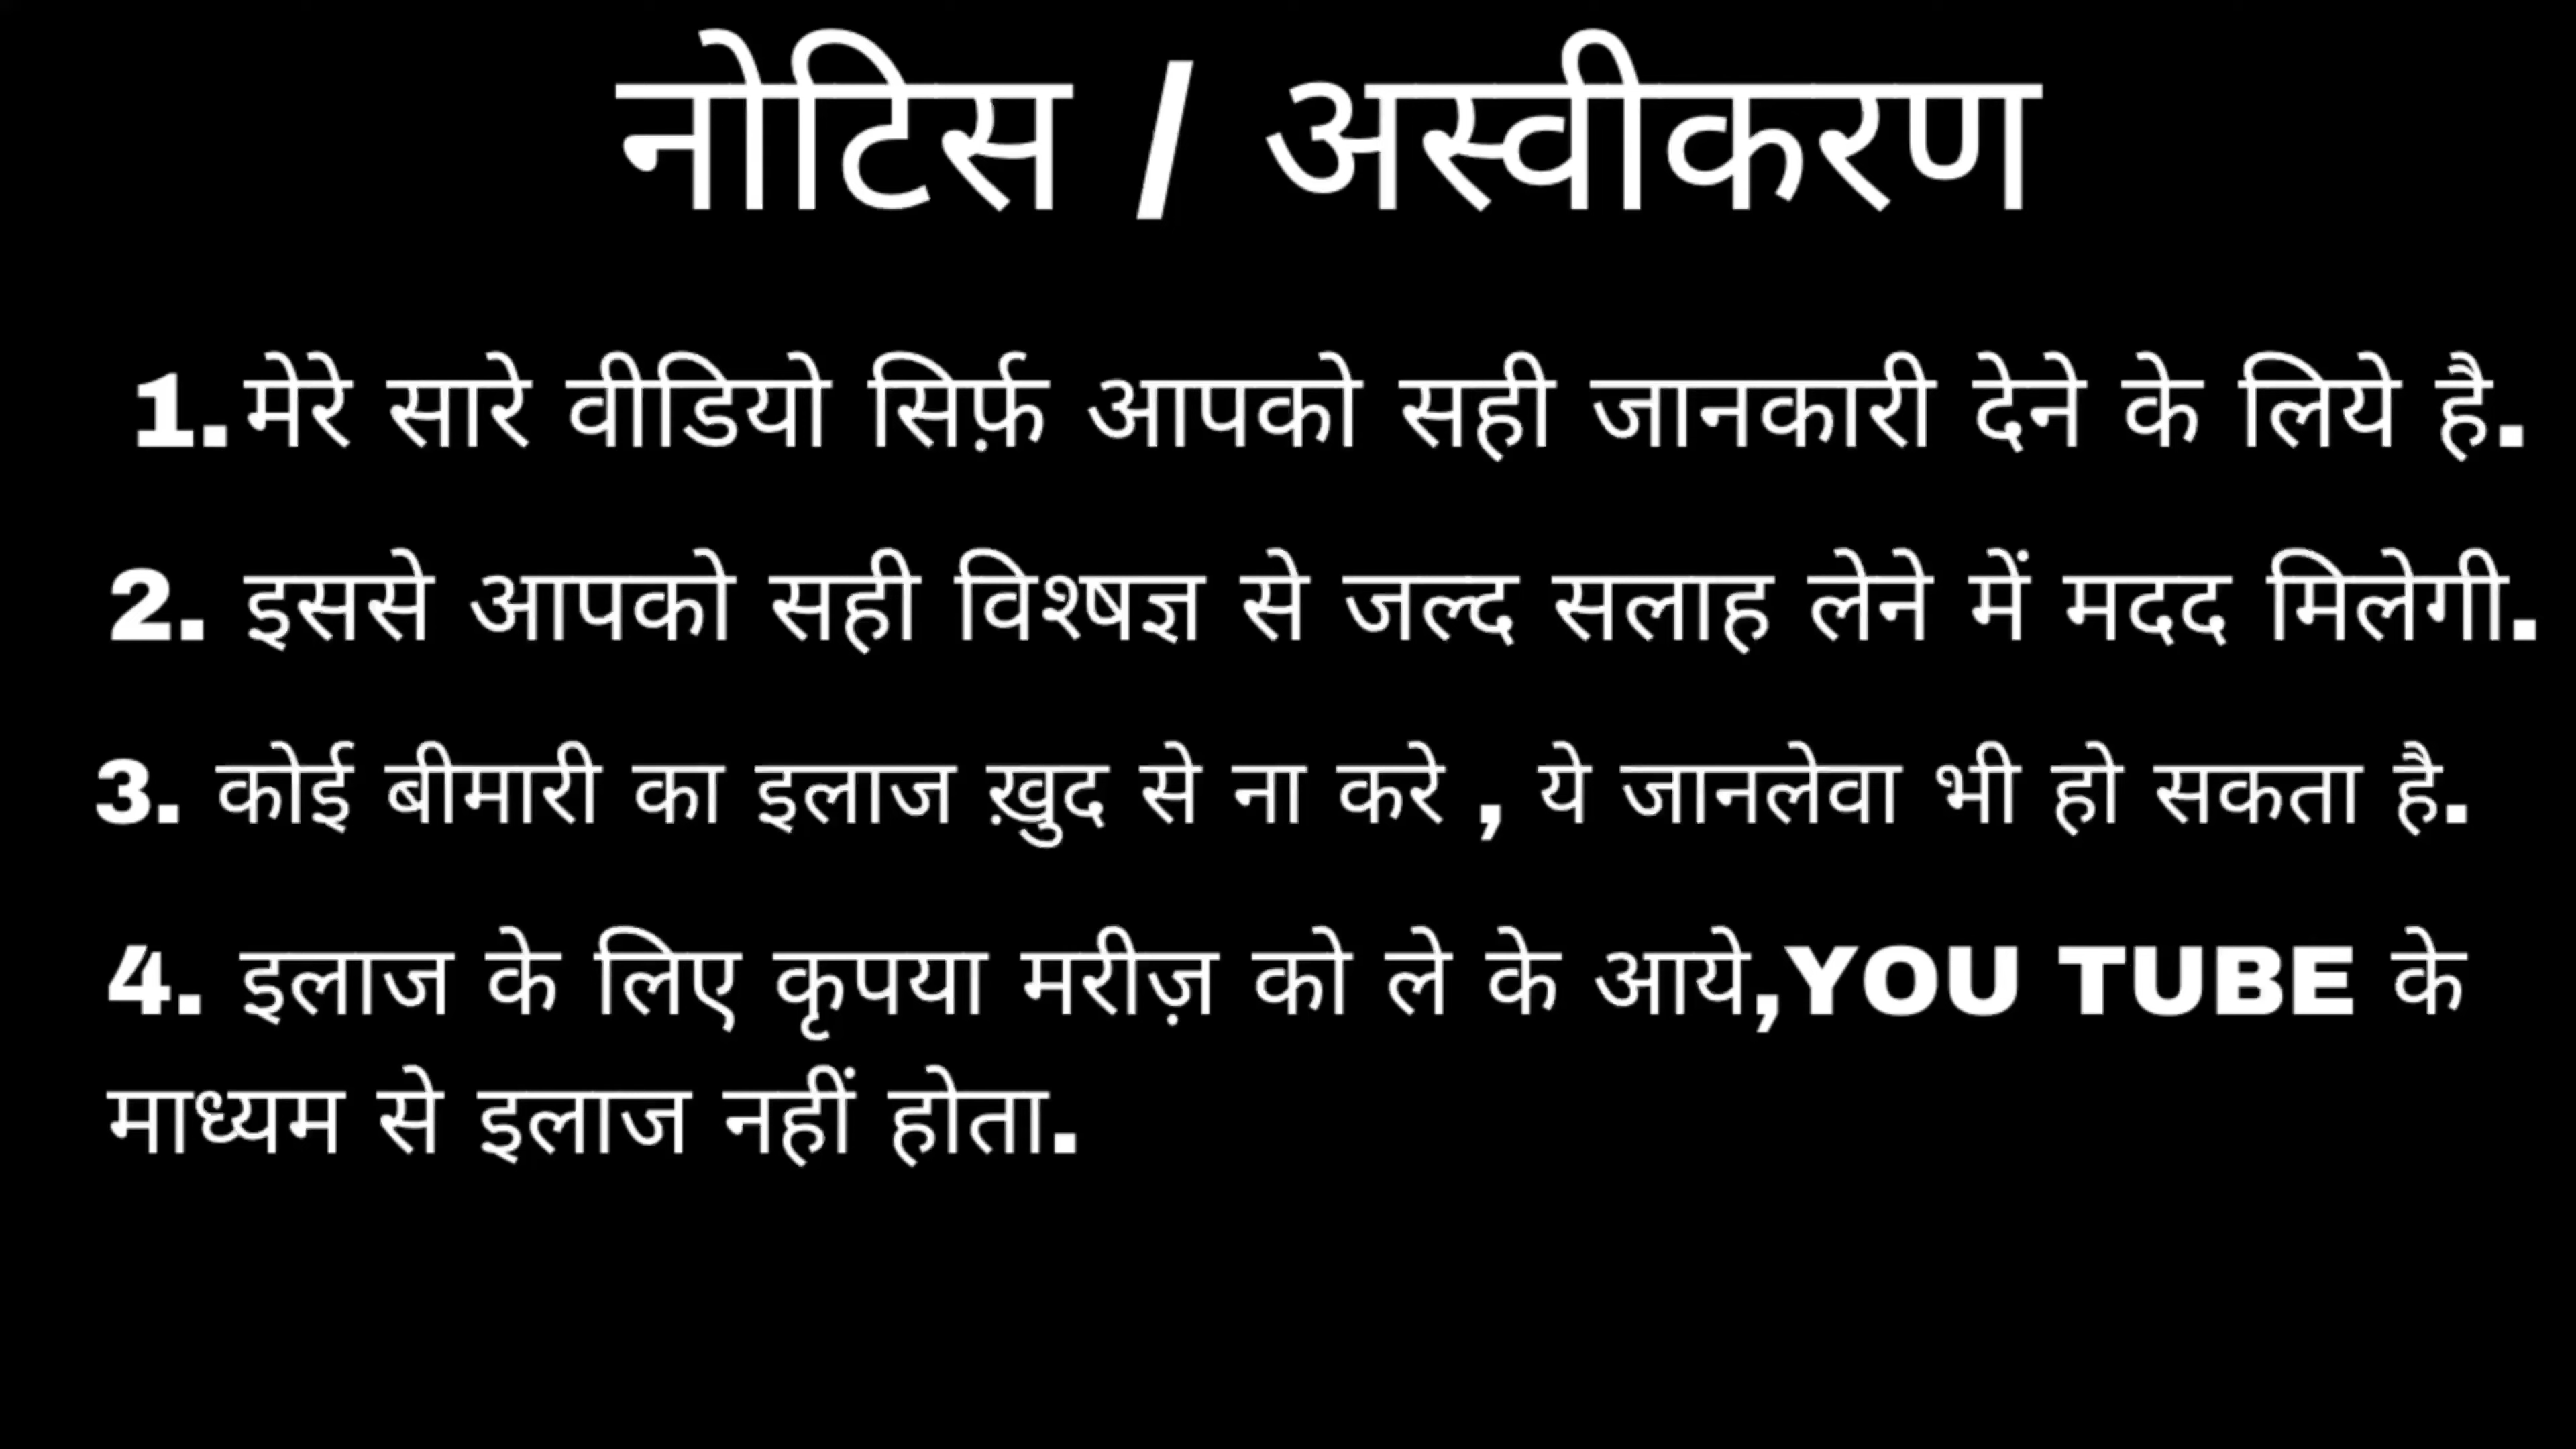 नोटिस / अस्वीकरण
1.मेरे सारे वीडियो सिर्फ़ आपको सही जानकारी देने के लिये है.
2. इससे आपको सही विश्षज्ञ से जल्द सलाह लेने में मदद मिलेगी.
3. कोई बीमारी का इलाज ख़ुद से ना करे , ये जानलेवा भी हो सकता है.
4. इलाज के लिए कृपया मरीज़ को ले के आये,YOU TUBE के
माध्यम से इलाज नहीं होता.